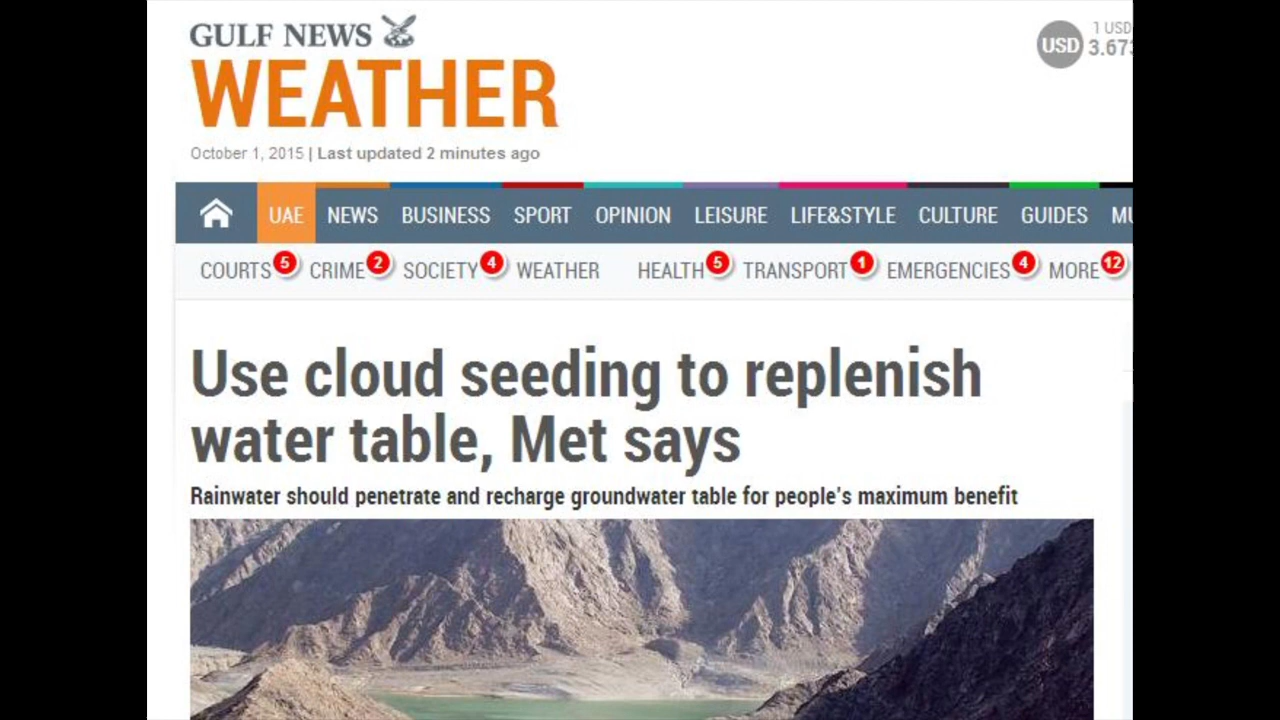 GULF NEWS
WEATHER
USD
1 USD
3.673
October 1, 2015 | Last updated 2 minutes ago
UAE NEWS BUSINESS SPORT OPINION LEISURE LIFE&STYLE CULTURE GUIDES MU
COURTS 5 CRIME 2 SOCIETY 4 WEATHER HEALTH 5 TRANSPORT 1 EMERGENCIES 4 MORE 12
Use cloud seeding to replenish
water table, Met says
Rainwater should penetrate and recharge groundwater table for people's maximum benefit